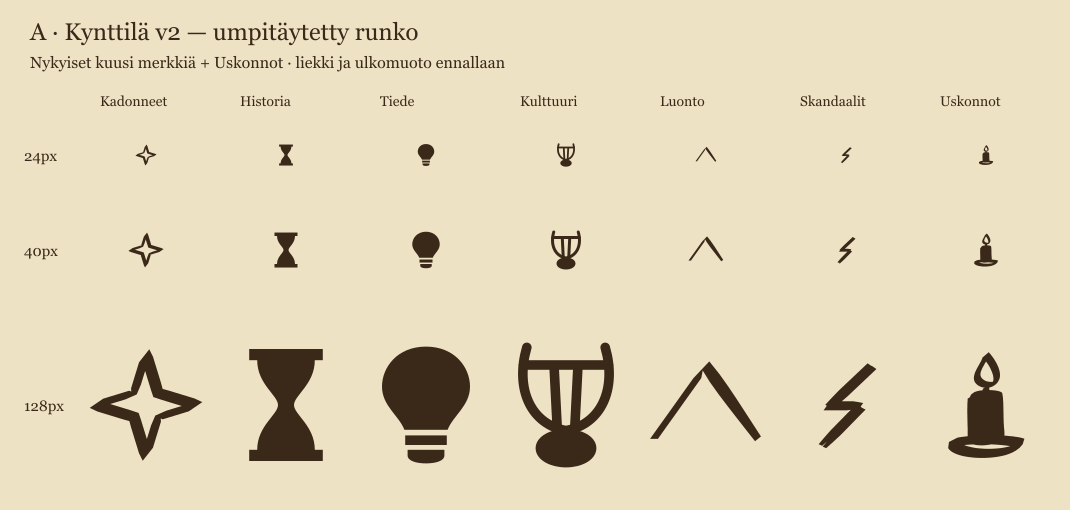 A · Kynttilä v2 — umpitäytetty runko
Nykyiset kuusi merkkiä + Uskonnot · liekki ja ulkomuoto ennallaan
Kadonneet Historia Tiede Kulttuuri Luonto Skandaalit Uskonnot
24px
40px
128px